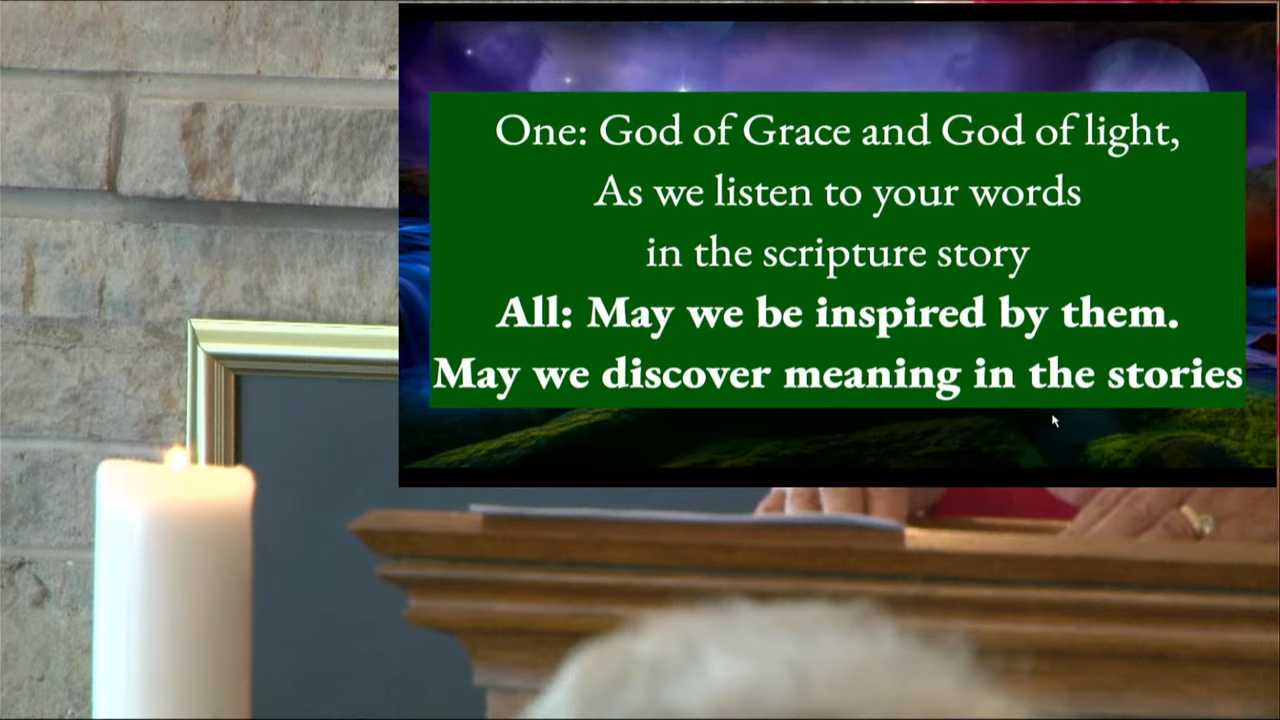 One: God of Grace and God of light,
As we listen to your words
in the scripture story
All: May we be inspired by them.
May we discover meaning in the stories